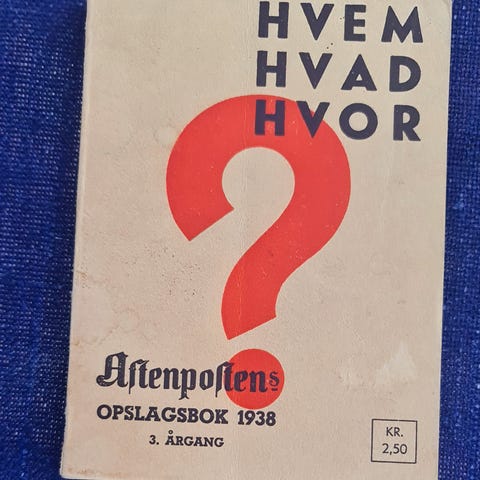 HVEM
HVAD
HVOR
?
Aftenpostens
OPSLAGSBOK 1938
3. ÅRGANG
KR.
2,50